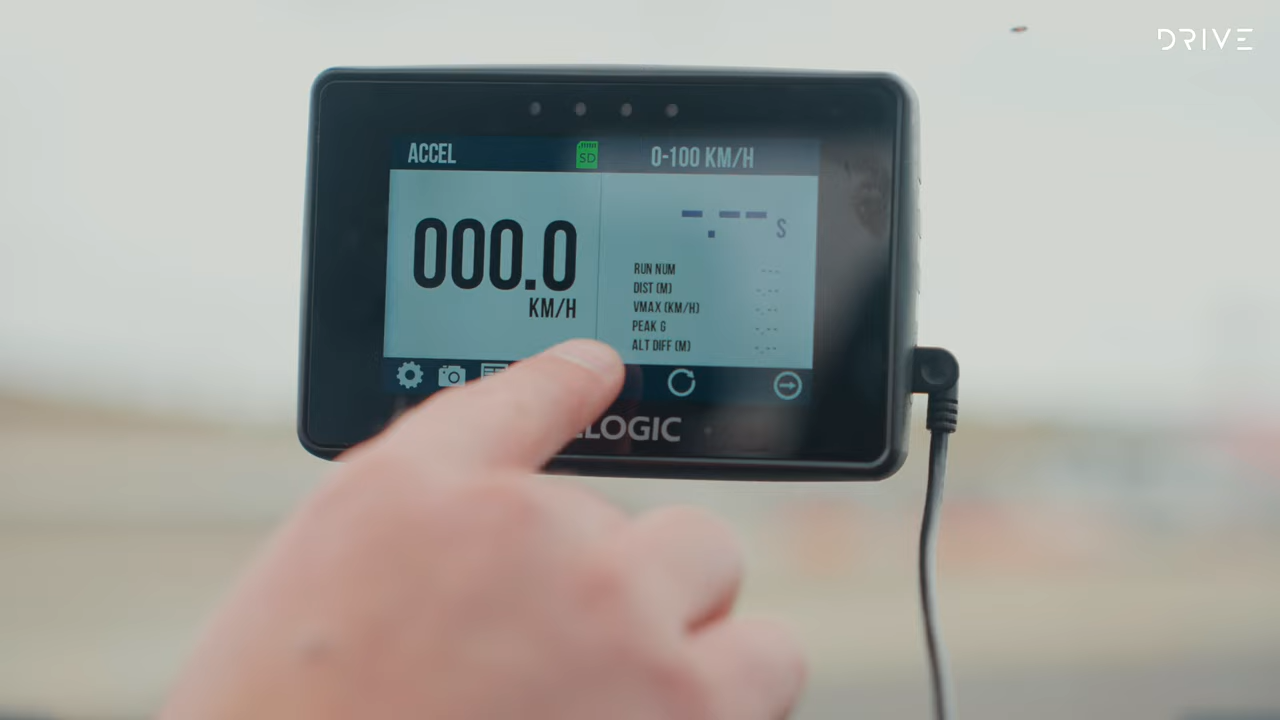 DRIVE
ACCEL
SD
0-100 KM/H
000.0
KM/H
-.-- S
RUN NUM ---
DIST (M) -.--
VMAX (KM/H) -.--
PEAK G -.--
ALT DIFF (M) -.--
LOGIC